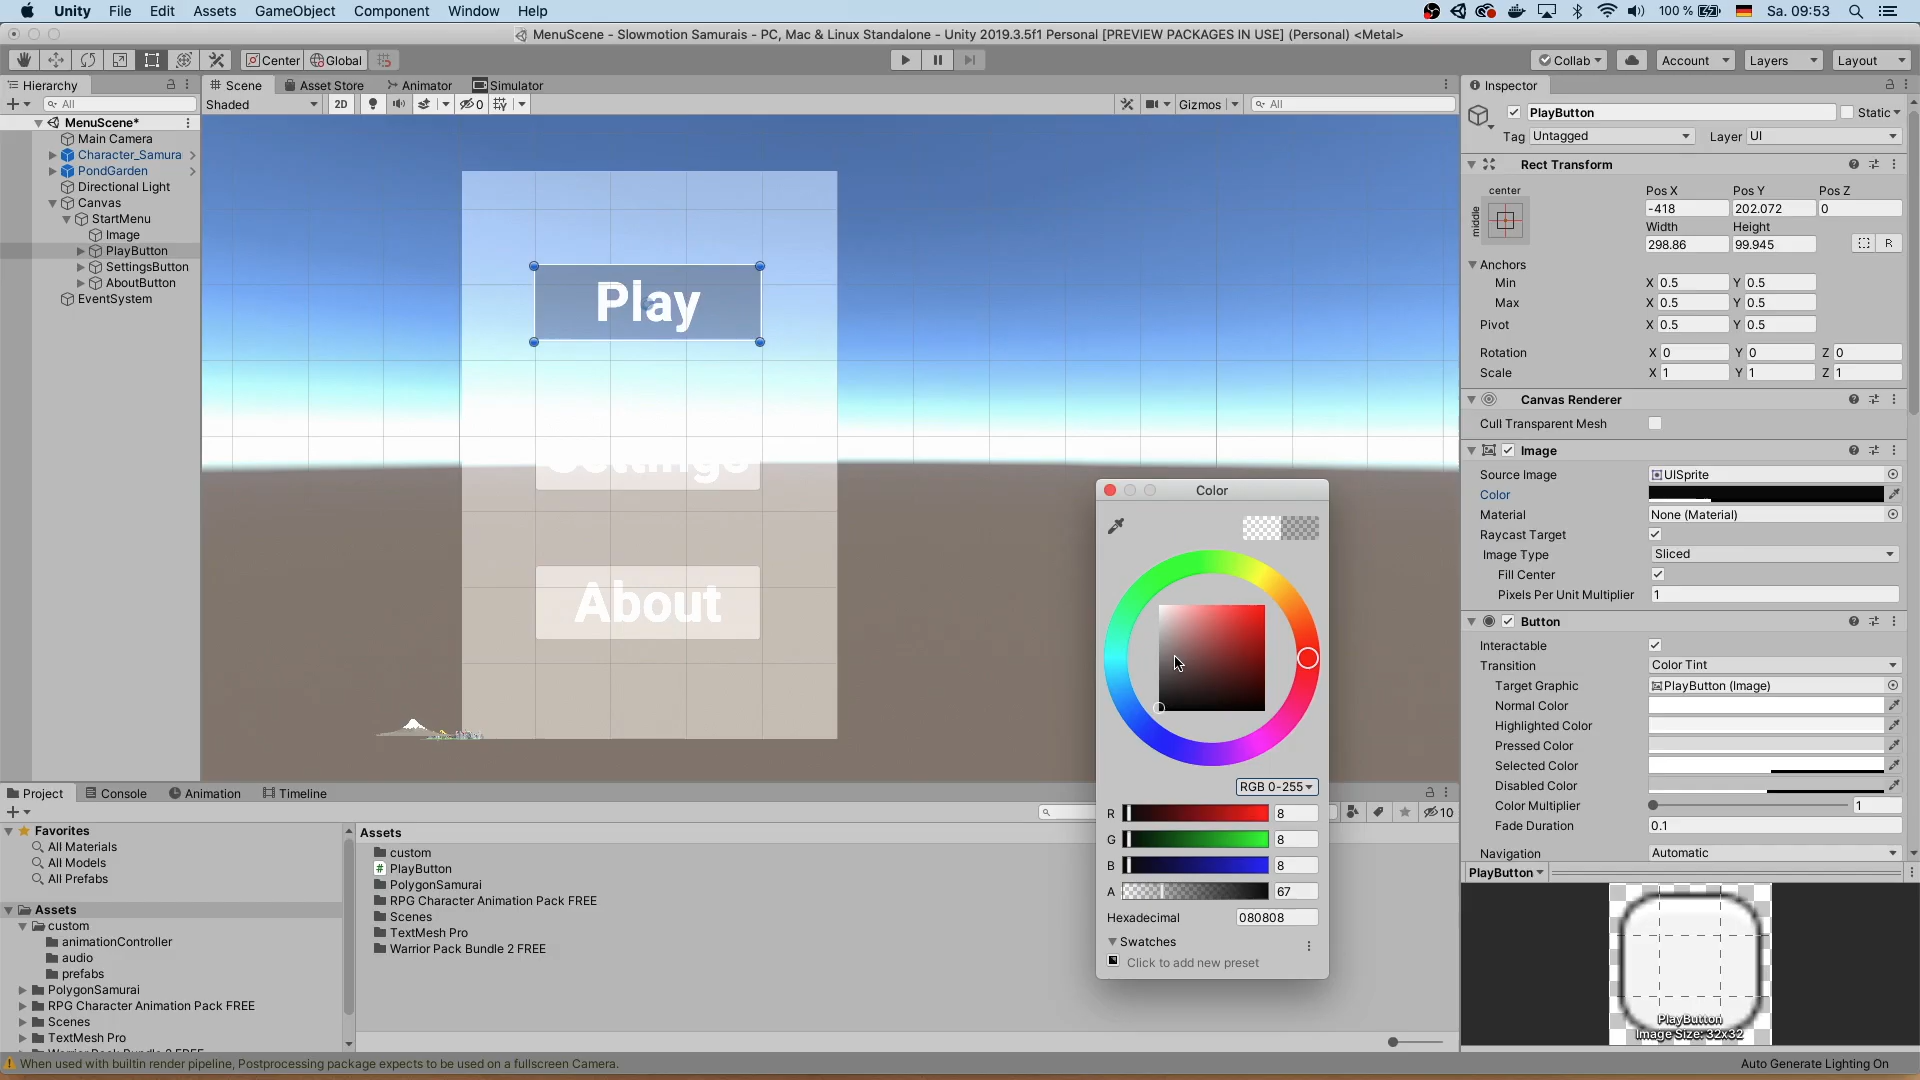 Unity File Edit Assets GameObject Component Window Help 100 % Sa. 09:53
MenuScene - Slowmotion Samurais - PC, Mac & Linux Standalone - Unity 2019.3.5f1 Personal [PREVIEW PACKAGES IN USE] (Personal) <Metal>
Center Global Collab Account Layers Layout
Hierarchy Scene Asset Store Animator Simulator Inspector
All Shaded 2D 0 Gizmos All
MenuScene*
Main Camera
Character_Samura
PondGarden
Directional Light
Canvas
StartMenu
Image
PlayButton
SettingsButton
AboutButton
EventSystem
Play
Settings
About
PlayButton Static
Tag Untagged Layer UI
Rect Transform
center
middle
Pos X Pos Y Pos Z
-418 202.072 0
Width Height
298.86 99.945 R
Anchors
Min X 0.5 Y 0.5
Max X 0.5 Y 0.5
Pivot X 0.5 Y 0.5
Rotation X 0 Y 0 Z 0
Scale X 1 Y 1 Z 1
Canvas Renderer
Cull Transparent Mesh
Image
Source Image UISprite
Color
Material None (Material)
Raycast Target
Image Type Sliced
Fill Center
Pixels Per Unit Multiplier 1
Button
Interactable
Transition Color Tint
Target Graphic PlayButton (Image)
Normal Color
Highlighted Color
Pressed Color
Selected Color
Disabled Color
Color Multiplier 1
Fade Duration 0.1
Navigation Automatic
PlayButton
PlayButton
Image Size: 32x32
Color
RGB 0-255
R 8
G 8
B 8
A 67
Hexadecimal 080808
Swatches
Click to add new preset
Project Console Animation Timeline
10
Favorites
All Materials
All Models
All Prefabs
Assets
custom
animationController
audio
prefabs
PolygonSamurai
RPG Character Animation Pack FREE
Scenes
TextMesh Pro
Warrior Pack Bundle 2 FREE
Assets
custom
PlayButton
PolygonSamurai
RPG Character Animation Pack FREE
Scenes
TextMesh Pro
Warrior Pack Bundle 2 FREE
When used with builtin render pipeline, Postprocessing package expects to be used on a fullscreen Camera.
Auto Generate Lighting On